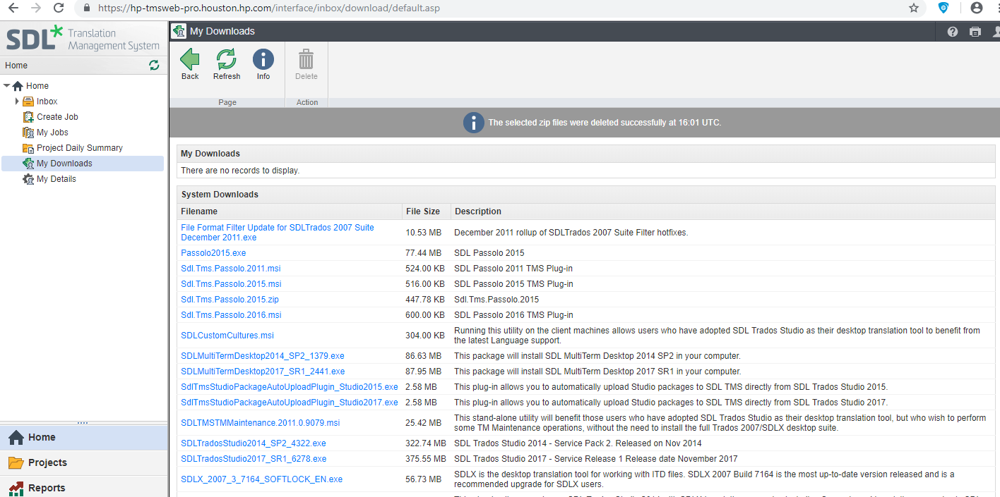 https://hp-tmsweb-pro.houston.hp.com/interface/inbox/download/default.asp
SDL Translation
Management System
My Downloads
Home
Back
Refresh
Info
Delete
Page
Action
Home
Inbox
Create Job
My Jobs
Project Daily Summary
My Downloads
My Details
The selected zip files were deleted successfully at 16:01 UTC.
My Downloads
There are no records to display.
System Downloads
Filename File Size Description
File Format Filter Update for SDLTrados 2007 Suite
December 2011.exe
10.53 MB December 2011 rollup of SDLTrados 2007 Suite Filter hotfixes.
Passolo2015.exe 77.44 MB SDL Passolo 2015
Sdl.Tms.Passolo.2011.msi 524.00 KB SDL Passolo 2011 TMS Plug-in
Sdl.Tms.Passolo.2015.msi 516.00 KB SDL Passolo 2015 TMS Plug-in
Sdl.Tms.Passolo.2015.zip 447.78 KB Sdl.Tms.Passolo.2015
Sdl.Tms.Passolo.2016.msi 600.00 KB SDL Passolo 2016 TMS Plug-in
SDLCustomCultures.msi 304.00 KB Running this utility on the client machines allows users who have adopted SDL Trados Studio as their desktop translation tool to benefit from
the latest Language support.
SDLMultiTermDesktop2014_SP2_1379.exe 86.63 MB This package will install SDL MultiTerm Desktop 2014 SP2 in your computer.
SDLMultiTermDesktop2017_SR1_2441.exe 87.95 MB This package will install SDL MultiTerm Desktop 2017 SR1 in your computer.
SdlTmsStudioPackageAutoUploadPlugin_Studio2015.exe 2.58 MB This plug-in allows you to automatically upload Studio packages to SDL TMS directly from SDL Trados Studio 2015.
SdlTmsStudioPackageAutoUploadPlugin_Studio2017.exe 2.58 MB This plug-in allows you to automatically upload Studio packages to SDL TMS directly from SDL Trados Studio 2017.
SDLTMSTMMaintenance.2011.0.9079.msi 25.42 MB This stand-alone utility will benefit those users who have adopted SDL Trados Studio as their desktop translation tool, but who wish to perform
some TM Maintenance operations, without the need to install the full Trados 2007/SDLX desktop suite.
SDLTradosStudio2014_SP2_4322.exe 322.74 MB SDL Trados Studio 2014 - Service Pack 2. Released on Nov 2014
SDLTradosStudio2017_SR1_6278.exe 375.55 MB SDL Trados Studio 2017 - Service Release 1 Release date November 2017
SDLX_2007_3_7164_SOFTLOCK_EN.exe 56.73 MB SDLX is the desktop translation tool for working with ITD files. SDLX 2007 Build 7164 is the most up-to-date version released and is a
recommended upgrade for SDLX users.
Home
Projects
Reports